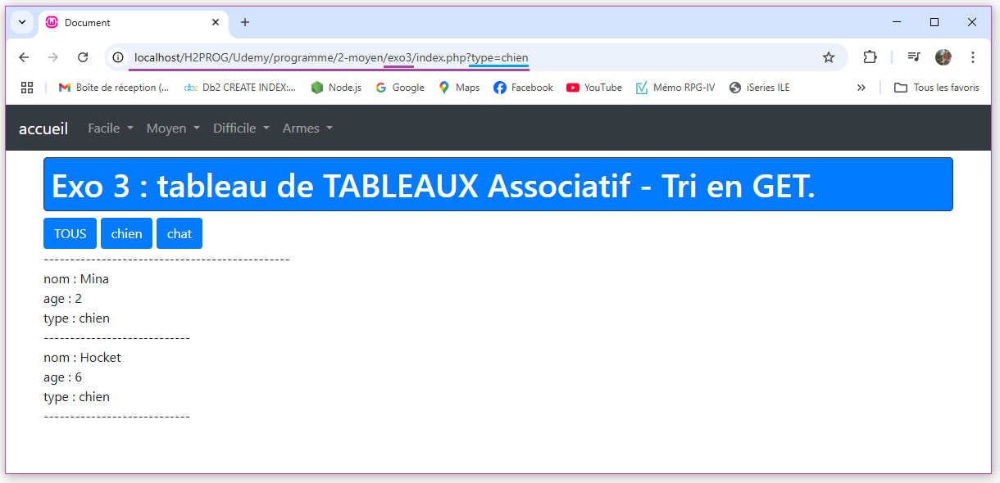 Document
localhost/H2PROG/Udemy/programme/2-moyen/exo3/index.php?type=chien
Boîte de réception (... Db2 CREATE INDEX:... Node.js Google Maps Facebook YouTube Mémo RPG-IV iSeries ILE » Tous les favoris
accueil Facile Moyen Difficile Armes
Exo 3 : tableau de TABLEAUX Associatif - Tri en GET.
TOUS chien chat
-----------------------------------------------
nom : Mina
age : 2
type : chien
----------------------------
nom : Hocket
age : 6
type : chien
----------------------------